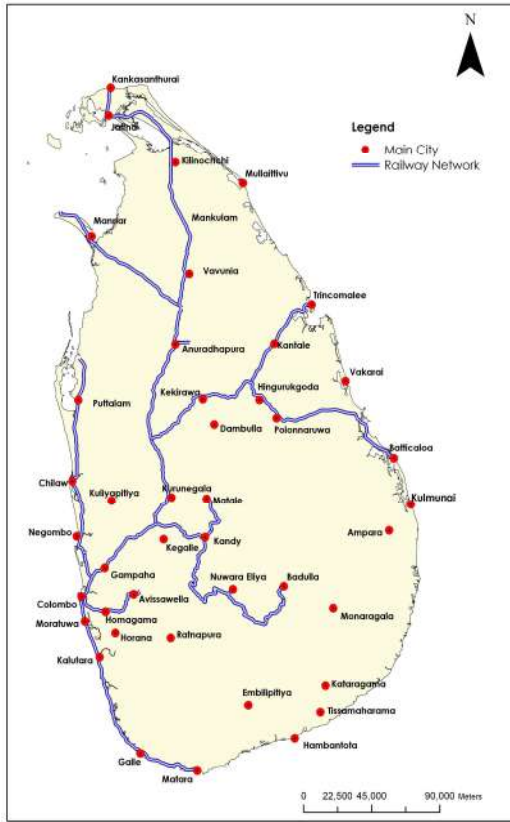 N
Kankasanthurai
Jaffna
Legend
Main City
Railway Network
Kilinochchi
Mullaittivu
Mankulam
Mannar
Vavunia
Trincomalee
Anuradhapura
Kantale
Vakarai
Kekirawa
Hingurukgoda
Puttalam
Dambulla
Polonnaruwa
Batticaloa
Chilaw
Kuliyapitiya
Kurunegala
Matale
Kulmunai
Ampara
Negombo
Kegalle
Kandy
Gampaha
Nuwara Eliya
Badulla
Colombo
Avissawella
Homagama
Monaragala
Moratuwa
Horana
Ratnapura
Kalutara
Kataragama
Embilipitiya
Tissamaharama
Hambantota
Galle
Matara
0 22,500 45,000 90,000 Meters